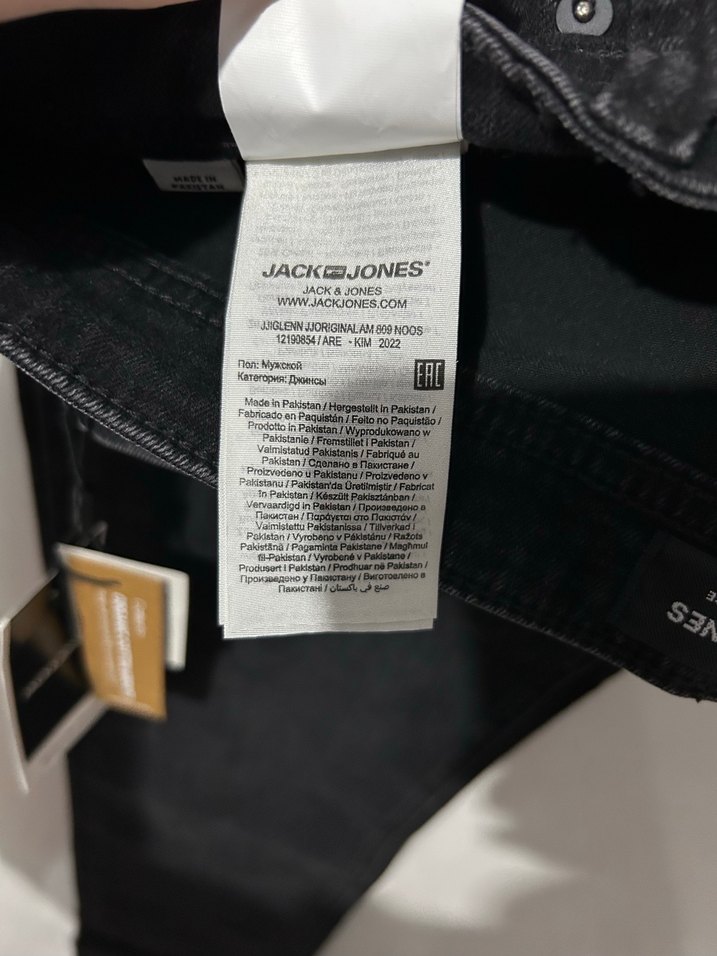 MADE IN
PAKISTAN
JACK JONES®
JACK & JONES
WWW.JACKJONES.COM
JJIGLENN JJORIGINAL AM 809 NOOS
12190854 / ARE - KIM 2022
Пол: Мужской
Категория: Джинсы
EAC
Made in Pakistan / Hergestellt in Pakistan /
Fabricado en Paquistán / Feito no Paquistão /
Prodotto in Pakistan / Wyprodukowano w
Pakistanie / Fremstillet i Pakistan /
Valmistatud Pakistanis / Fabriqué au
Pakistan / Сделано в Пакистане /
Proizvedeno u Pakistanu / Proizvedeno v
Pakistanu / Pakistan'da Üretilmiştir / Fabricat
în Pakistan / Készült Pakisztánban /
Vervaardigd in Pakistan / Произведено в
Пакистан / Παράγεται στο Πακιστάν /
Valmistettu Pakistanissa / Tillverkad i
Pakistan / Vyrobeno v Pákistánu / Ražots
Pakistānā / Pagaminta Pakistane / Magħmul
fil-Pakistan / Vyrobené v Pakistane /
Produsert i Pakistan / Prodhuar në Pakistan /
Произведено у Пакистану / Виготовлено в
Пакистані / صنع في باكستان
NES